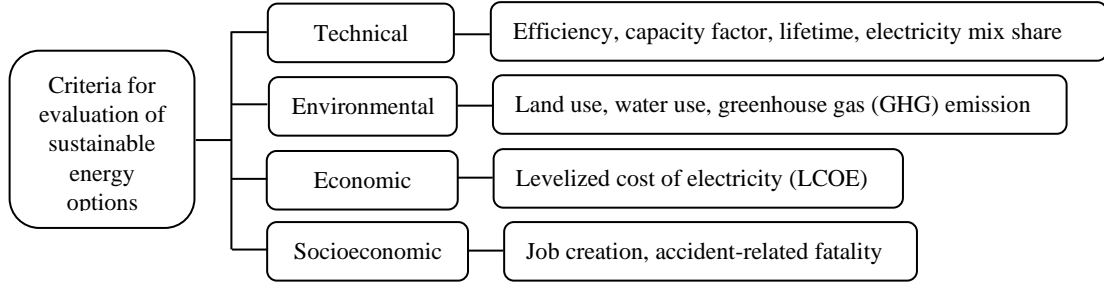 Criteria for
evaluation of
sustainable
energy
options
Technical
Efficiency, capacity factor, lifetime, electricity mix share
Environmental
Land use, water use, greenhouse gas (GHG) emission
Economic
Levelized cost of electricity (LCOE)
Socioeconomic
Job creation, accident-related fatality